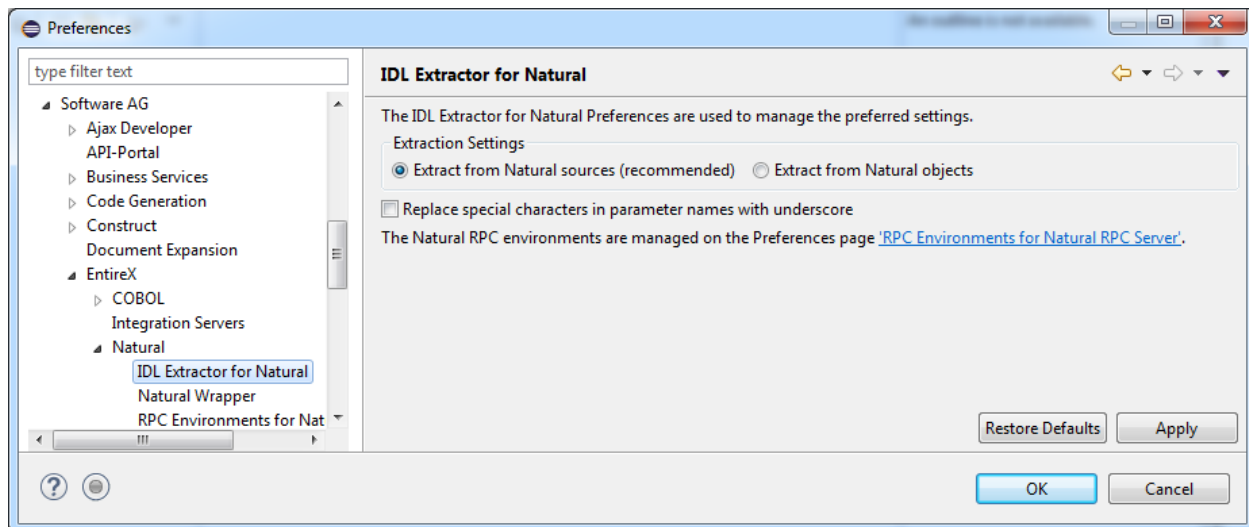 Preferences
type filter text
Software AG
Ajax Developer
API-Portal
Business Services
Code Generation
Construct
Document Expansion
EntireX
COBOL
Integration Servers
Natural
IDL Extractor for Natural
Natural Wrapper
RPC Environments for Nat
IDL Extractor for Natural
The IDL Extractor for Natural Preferences are used to manage the preferred settings.
Extraction Settings
Extract from Natural sources (recommended) Extract from Natural objects
Replace special characters in parameter names with underscore
The Natural RPC environments are managed on the Preferences page 'RPC Environments for Natural RPC Server'.
Restore Defaults Apply
OK Cancel